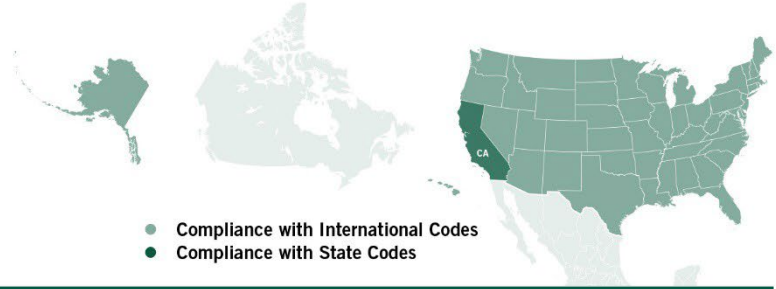 CA
Compliance with International Codes
Compliance with State Codes